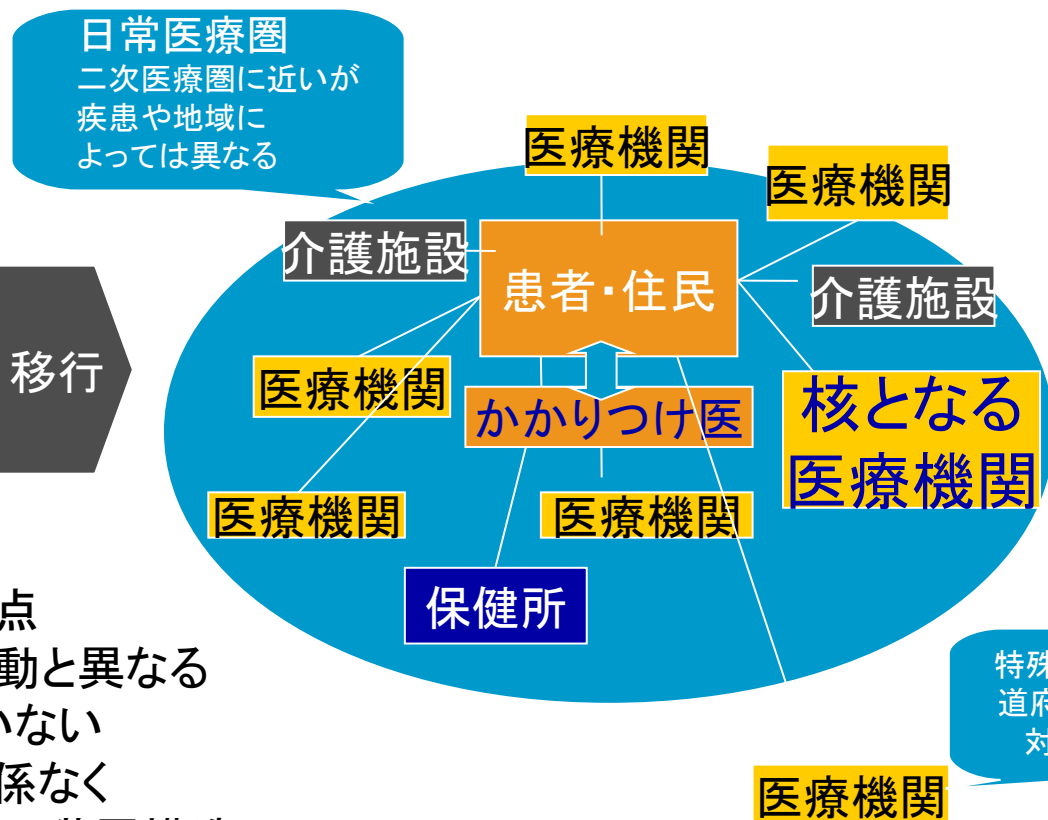 日常医療圏
二次医療圏に近いが
疾患や地域に
よっては異なる
医療機関
医療機関
介護施設
患者・住民
介護施設
移行
医療機関
かかりつけ医
核となる
医療機関
医療機関
医療機関
保健所
点
動と異なる
いない
係なく
特殊
道府
対
医療機関